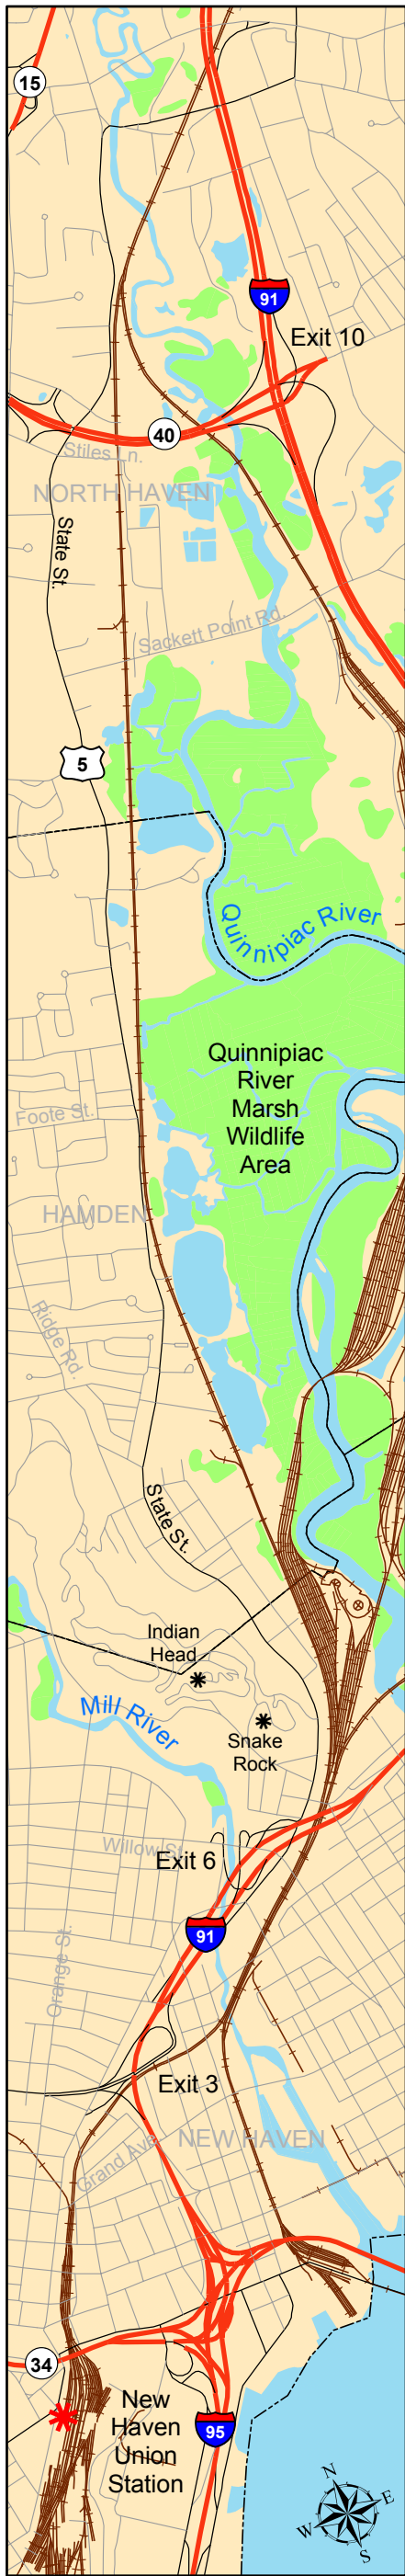 15
91
Exit 10
40
Stiles Ln.
NORTH HAVEN
State St.
Sackett Point Rd.
5
Quinnipiac River
Quinnipiac
River
Marsh
Wildlife
Area
Foote St.
HAMDEN
Ridge Rd.
State St.
Indian
Head
Mill River
Snake
Rock
Willow St.
Exit 6
91
Orange St.
Exit 3
NEW HAVEN
Grand Ave.
34
New
Haven
Union
Station
95
N
E
W
S